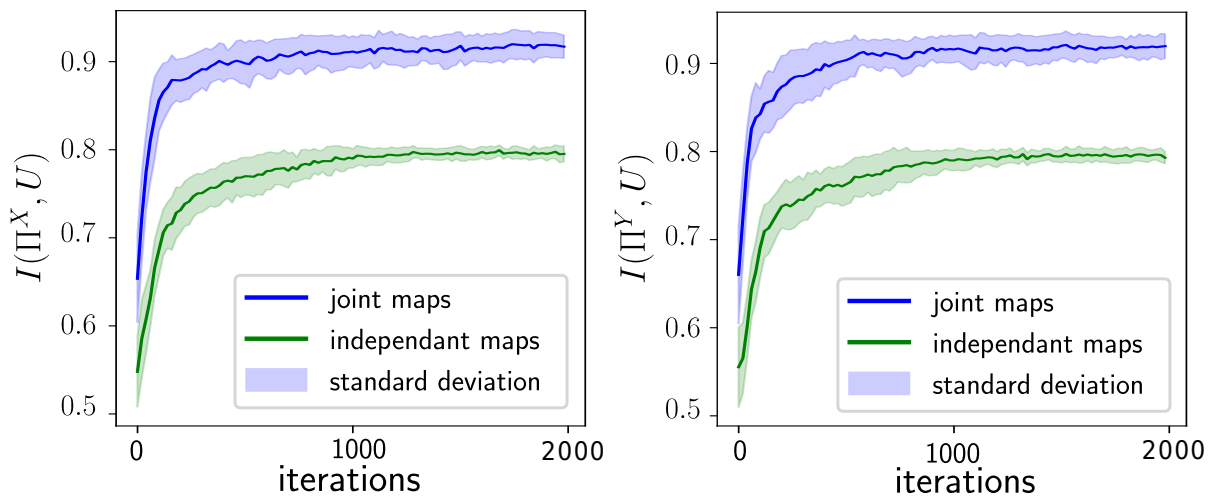 I(Π^X, U)
0.9
0.8
0.7
0.6
0.5
joint maps
independant maps
standard deviation
0 1000 2000
iterations
I(Π^Y, U)
0.9
0.8
0.7
0.6
0.5
joint maps
independant maps
standard deviation
0 1000 2000
iterations